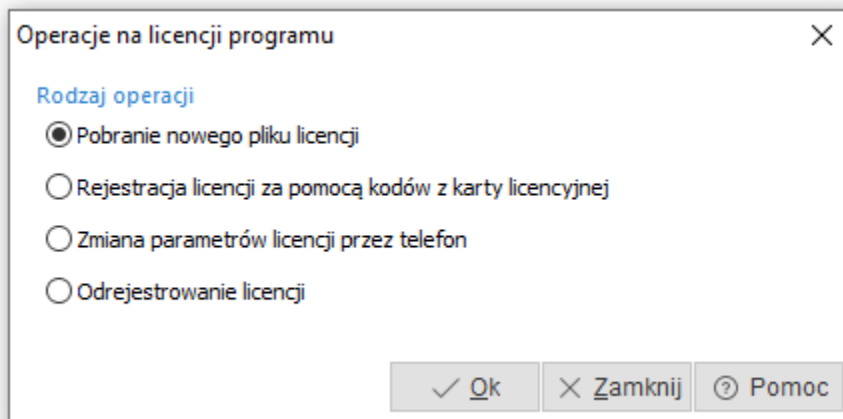 Operacje na licencji programu
Rodzaj operacji
Pobranie nowego pliku licencji
Rejestracja licencji za pomocą kodów z karty licencyjnej
Zmiana parametrów licencji przez telefon
Odrejestrowanie licencji
Ok Zamknij Pomoc